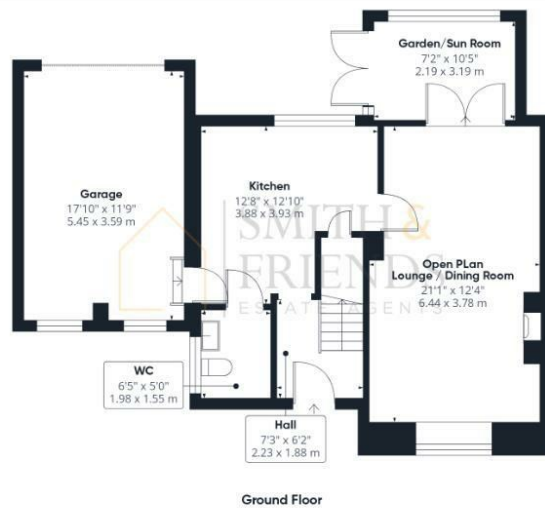 Garden/Sun Room
7'2" x 10'5"
2.19 x 3.19 m
Kitchen
12'8" x 12'10"
3.88 x 3.93 m
Garage
17'10" x 11'9"
5.45 x 3.59 m
SMITH &
FRIENDS
ESTATE AGENTS
Open PLan
Lounge / Dining Room
21'1" x 12'4"
6.44 x 3.78 m
WC
6'5" x 5'0"
1.98 x 1.55 m
Hall
7'3" x 6'2"
2.23 x 1.88 m
Ground Floor